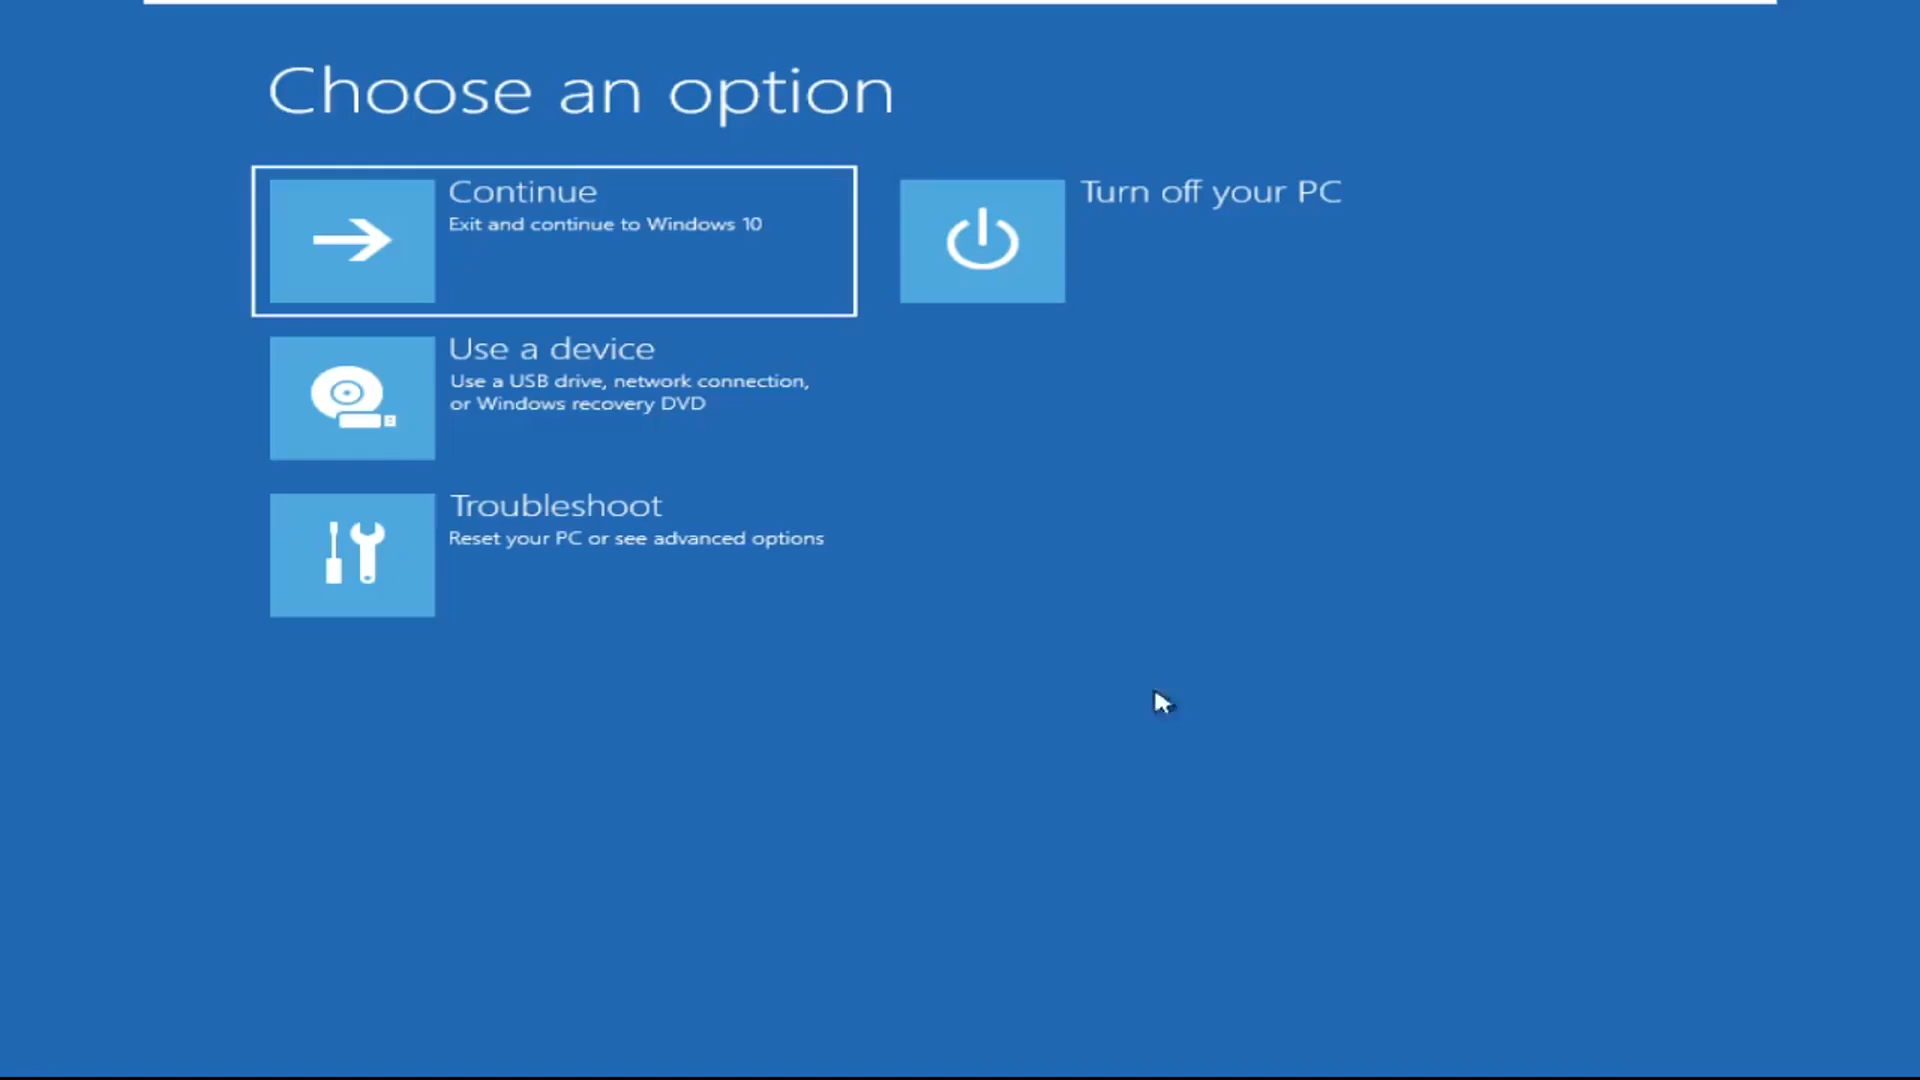 Choose an option
Continue
Exit and continue to Windows 10
Turn off your PC
Use a device
Use a USB drive, network connection,
or Windows recovery DVD
Troubleshoot
Reset your PC or see advanced options